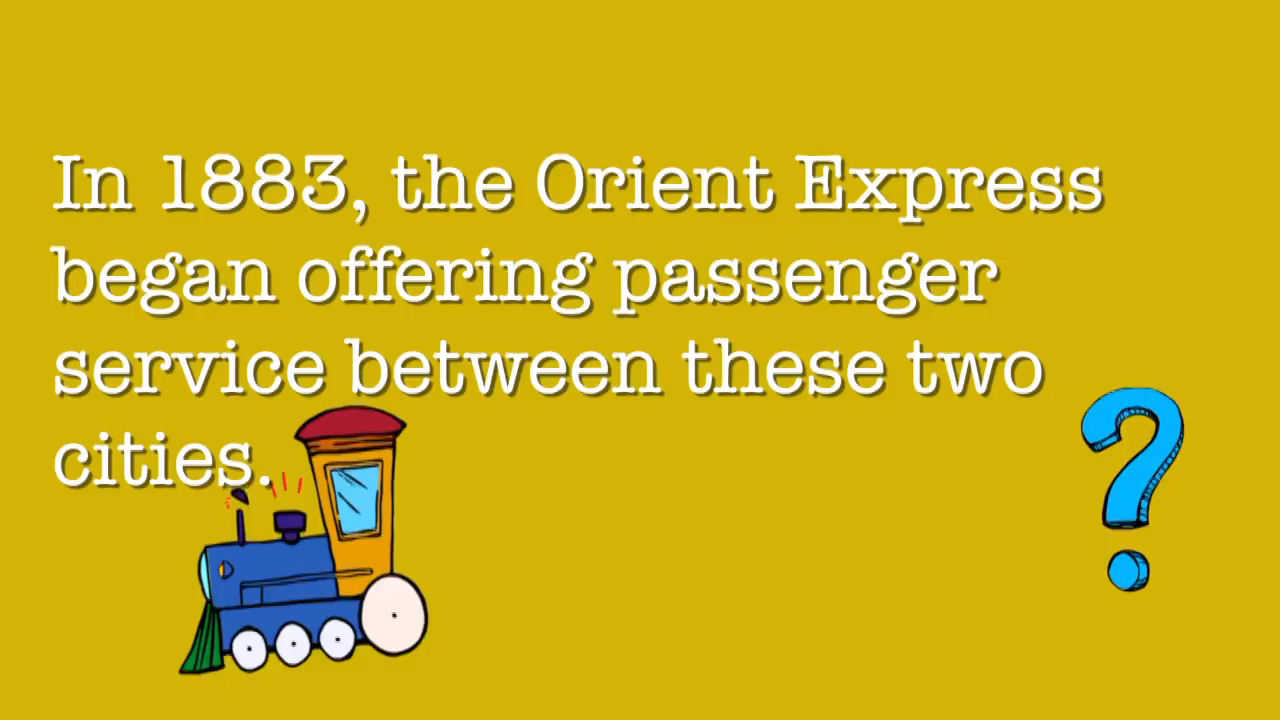 In 1883, the Orient Express
began offering passenger
service between these two
cities.
?